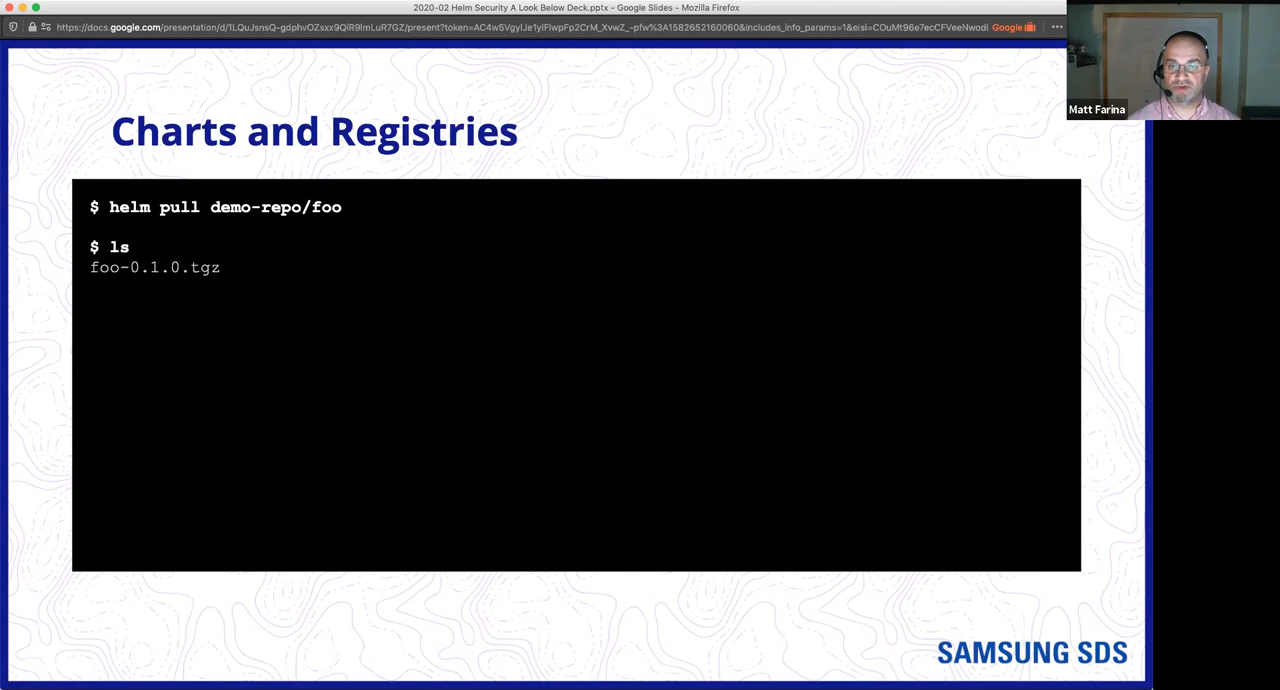 2020-02 Helm Security A Look Below Deck.pptx - Google Slides - Mozilla Firefox
Google
Matt Farina
Charts and Registries
$ helm pull demo-repo/foo
$ ls
foo-0.1.0.tgz
SAMSUNG SDS